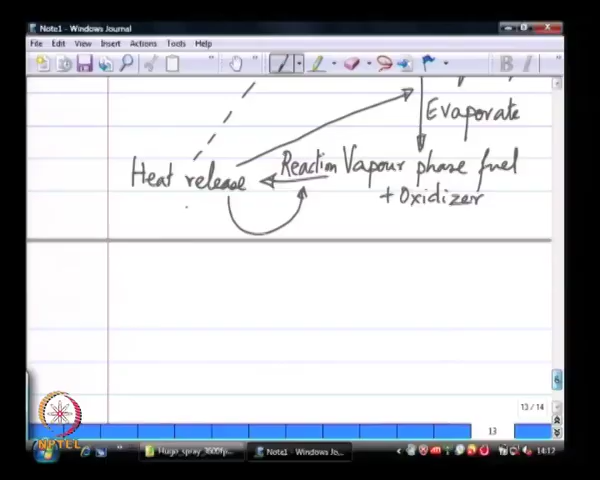 Note1 - Windows Journal
File Edit View Insert Actions Tools Help
B I
Evaporate
Heat release Reaction Vapour phase fuel
+ Oxidizer
13 / 14
13
NPTEL
Hugo_spray_3600fp... Note1 - Windows Jo... 14:12